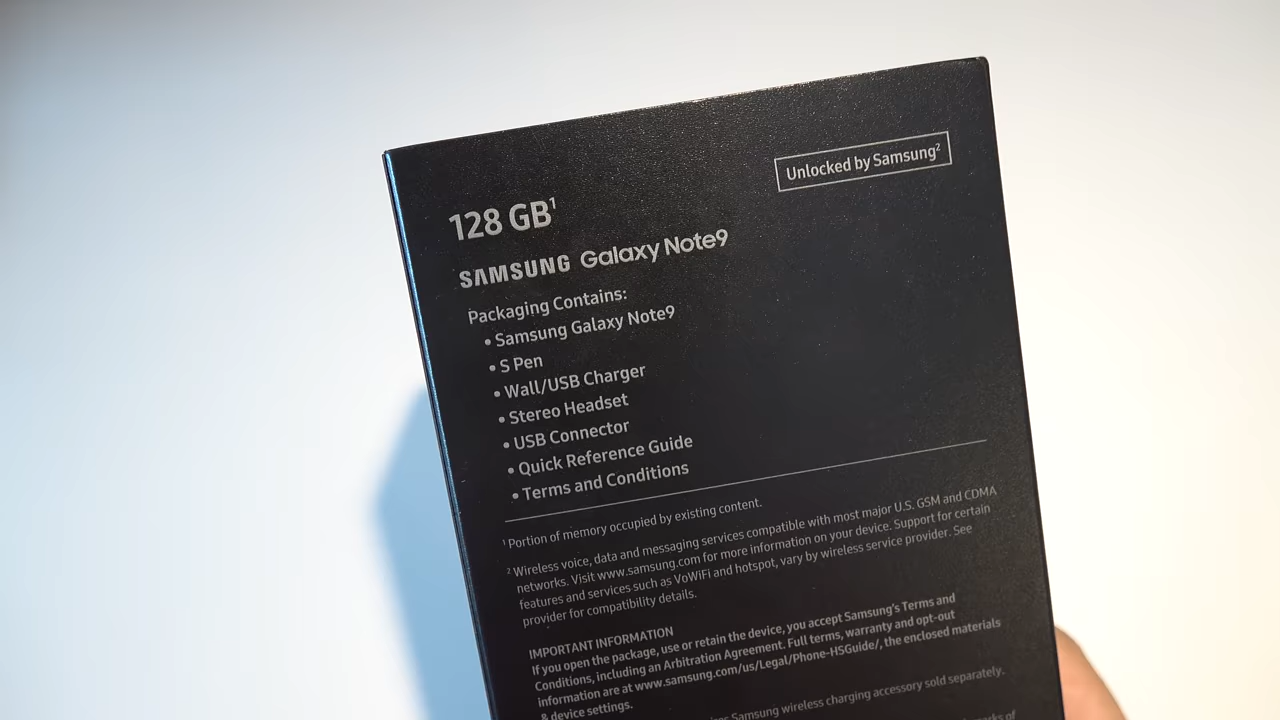 Unlocked by Samsung²
128 GB¹
SAMSUNG Galaxy Note9
Packaging Contains:
• Samsung Galaxy Note9
• S Pen
• Wall/USB Charger
• Stereo Headset
• USB Connector
• Quick Reference Guide
• Terms and Conditions
¹ Portion of memory occupied by existing content.
² Wireless voice, data and messaging services compatible with most major U.S. GSM and CDMA
networks. Visit www.samsung.com for more information on your device. Support for certain
features and services such as VoWiFi and hotspot, vary by wireless service provider. See
provider for compatibility details.
IMPORTANT INFORMATION
If you open the package, use or retain the device, you accept Samsung's Terms and
Conditions, including an Arbitration Agreement. Full terms, warranty and opt-out
information are at www.samsung.com/us/Legal/Phone-HSGuide/, the enclosed materials
& device settings.
Samsung wireless charging accessory sold separately.